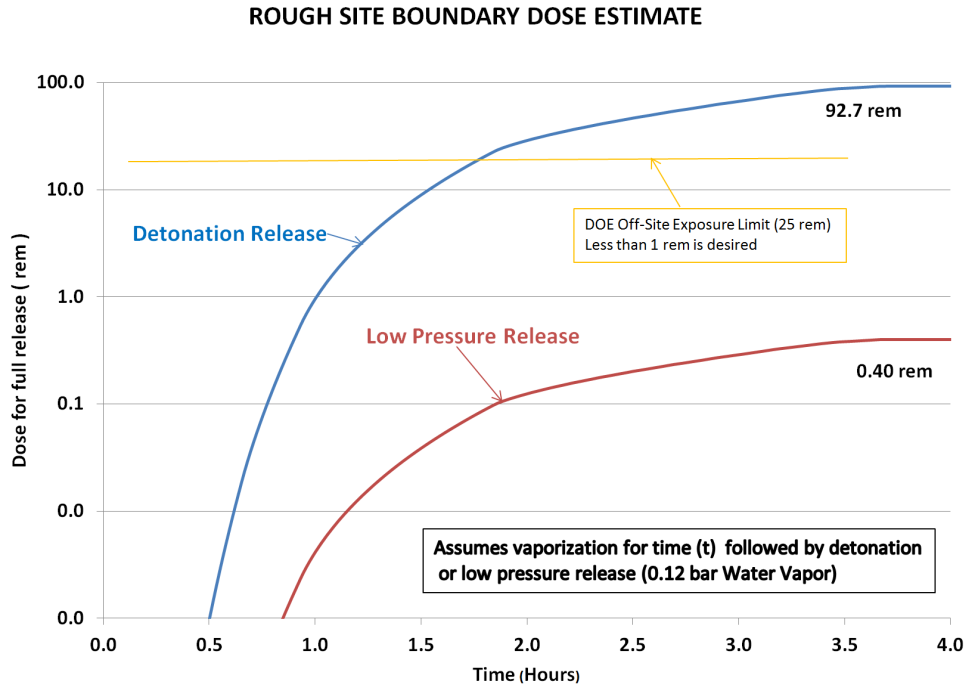 ROUGH SITE BOUNDARY DOSE ESTIMATE
100.0
92.7 rem
10.0
DOE Off-Site Exposure Limit (25 rem)
Less than 1 rem is desired
Detonation Release
1.0
Low Pressure Release
0.40 rem
0.1
0.0
Assumes vaporization for time (t) followed by detonation
or low pressure release (0.12 bar Water Vapor)
0.0
Dose for full release ( rem )
0.0 0.5 1.0 1.5 2.0 2.5 3.0 3.5 4.0
Time (Hours)